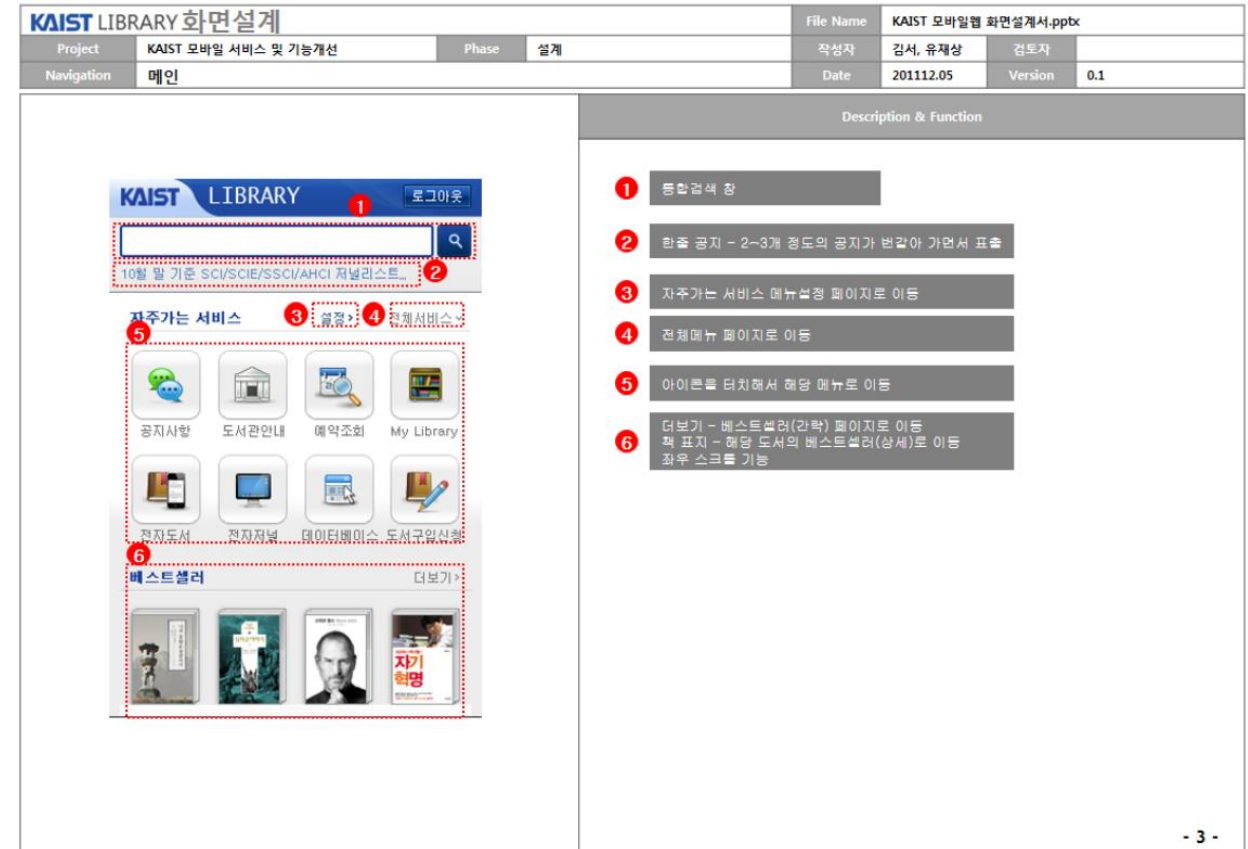 KAIST LIBRARY 화면설계
File Name KAIST 모바일웹 화면설계서.pptx
Project KAIST 모바일 서비스 및 기능개선 Phase 설계 작성자 김서, 유재상 검토자
Navigation 메인 Date 201112.05 Version 0.1
Description & Function
KAIST LIBRARY 로그아웃
1
10월 말 기준 SCI/SCIE/SSCI/AHCI 저널리스트...
2
자주가는 서비스 3 설정> 4 전체서비스
5
공지사항 도서관안내 예약조회 My Library
전자도서 전자저널 데이터베이스 도서구입신청
6
베스트셀러 더보기>
자기
혁명
1 통합검색 창
2 한줄 공지 - 2~3개 정도의 공지가 번갈아 가면서 표출
3 자주가는 서비스 메뉴설정 페이지로 이동
4 전체메뉴 페이지로 이동
5 아이콘을 터치해서 해당 메뉴로 이동
6 더보기 - 베스트셀러(간략) 페이지로 이동
책 표지 - 해당 도서의 베스트셀러(상세)로 이동
좌우 스크롤 기능
- 3 -